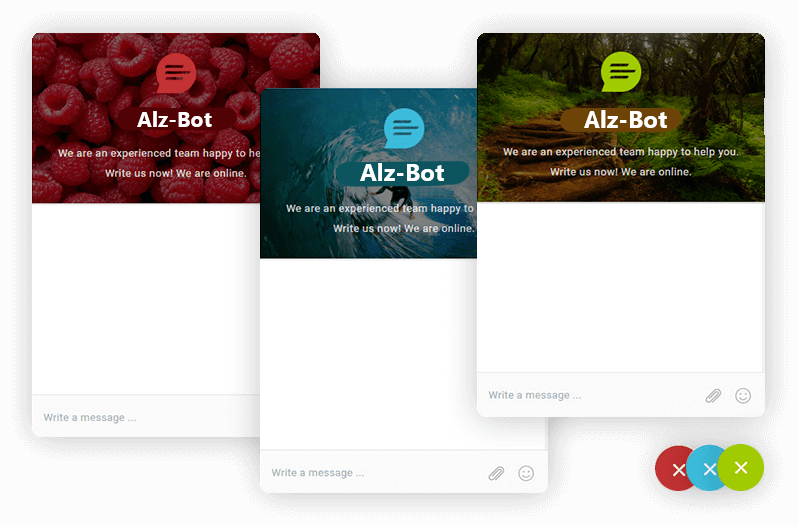 Alz-Bot
We are an experienced team happy to he
Write us now! We are online.
Write a message ...
Alz-Bot
We are an experienced team happy to
Write us now! We are online.
Write a message ...
Alz-Bot
We are an experienced team happy to help you.
Write us now! We are online.
Write a message ...